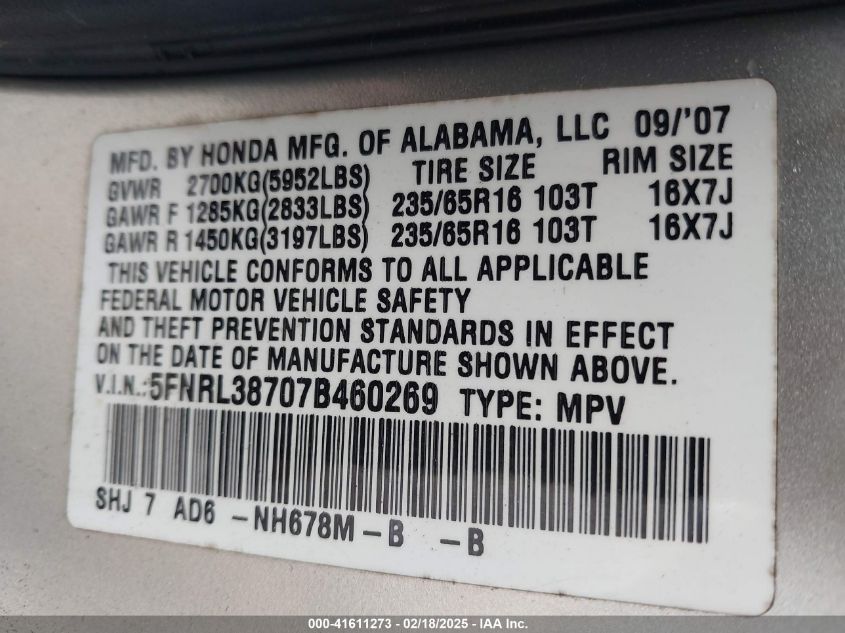 MFD. BY HONDA MFG. OF ALABAMA, LLC 09/'07
GVWR 2700KG(5952LBS) TIRE SIZE RIM SIZE
GAWR F 1285KG(2833LBS) 235/65R16 103T 16X7J
GAWR R 1450KG(3197LBS) 235/65R16 103T 16X7J
THIS VEHICLE CONFORMS TO ALL APPLICABLE
FEDERAL MOTOR VEHICLE SAFETY
AND THEFT PREVENTION STANDARDS IN EFFECT
ON THE DATE OF MANUFACTURE SHOWN ABOVE.
V.I.N.:5FNRL38707B460269 TYPE: MPV
SHJ 7 AD6 -NH678M-B -B
00-41611273 - 02/18/2025 - IAA Inc.